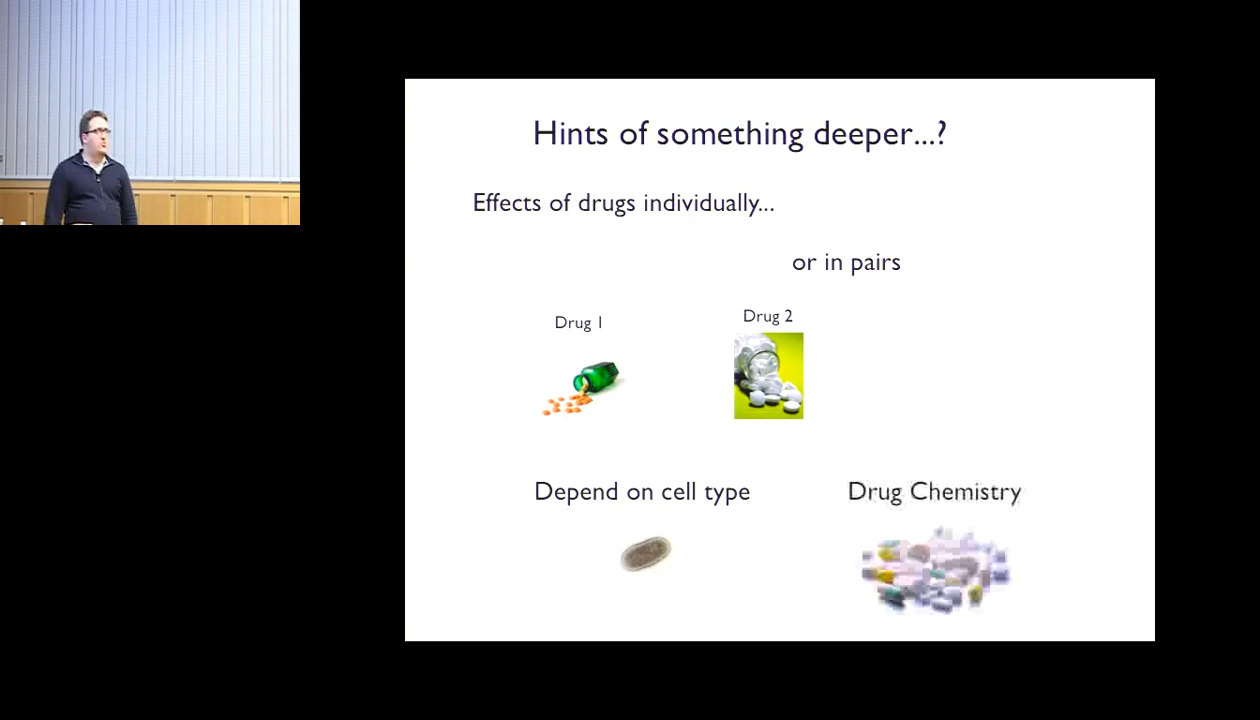 Hints of something deeper...?
Effects of drugs individually...
or in pairs
Drug 1
Drug 2
Depend on cell type
Drug Chemistry